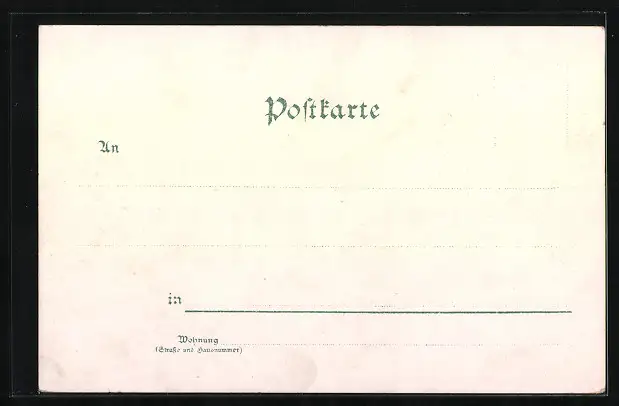 Postkarte
An
in
Wohnung
(Straße und Hausnummer)